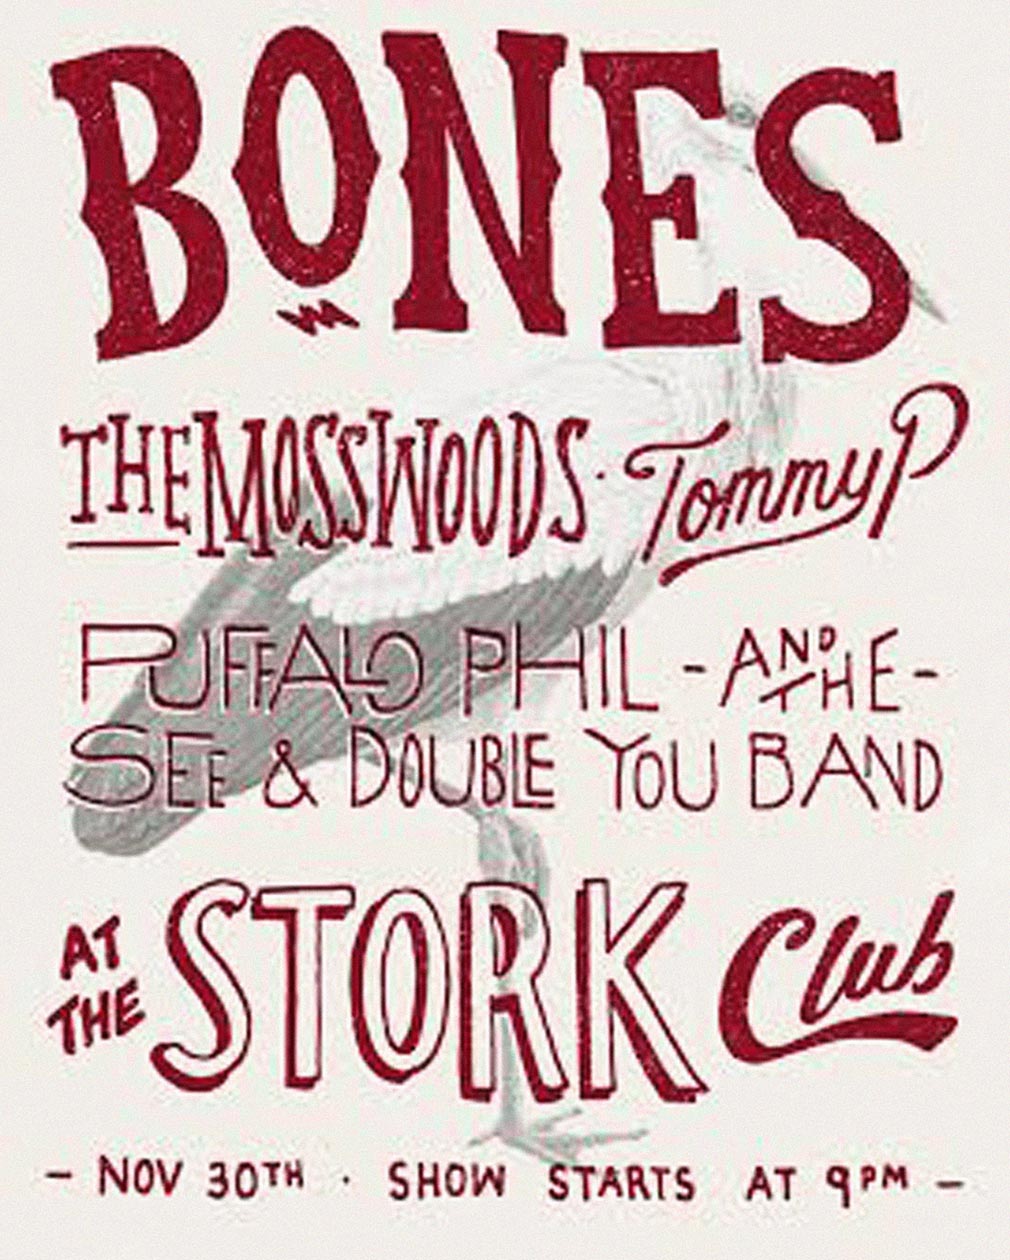 BONES
THE MOSSWOODS · Tommy P
PUFFALO PHIL - AND THE -
SEE & DOUBLE YOU BAND
AT THE STORK Club
- NOV 30TH · SHOW STARTS AT 9PM -